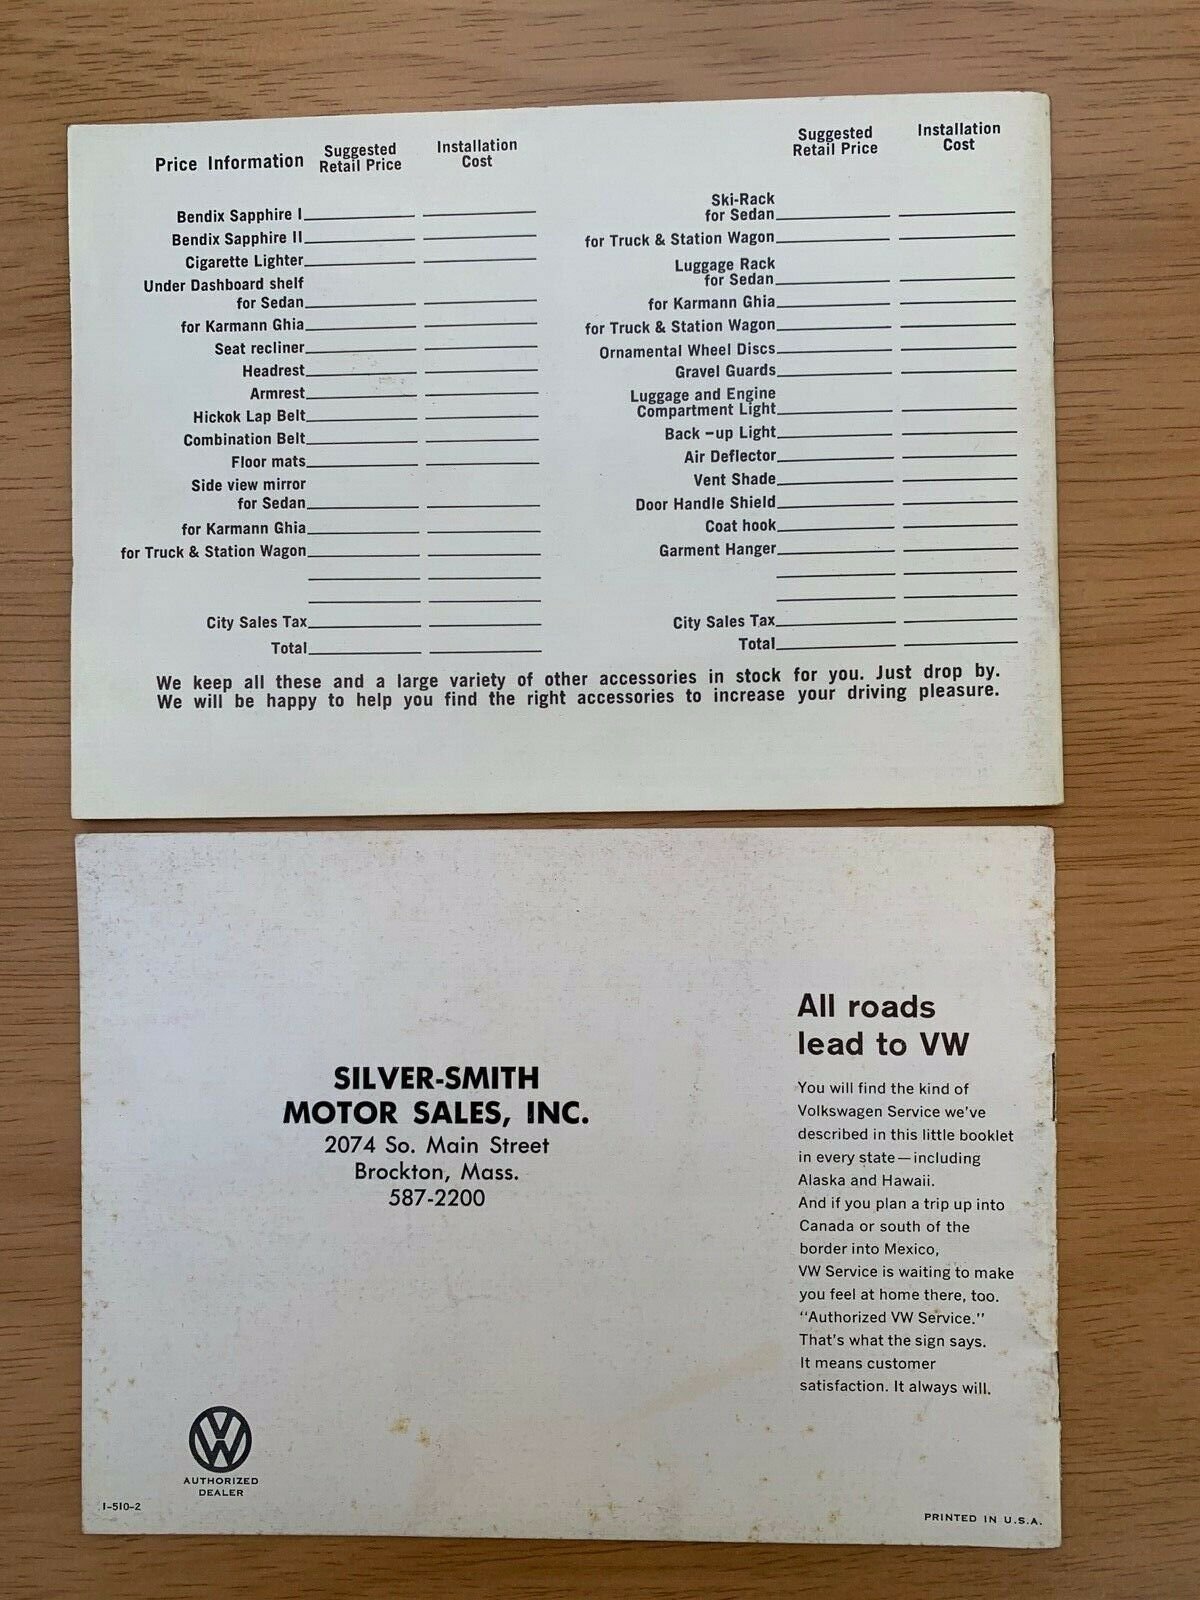 Price Information
Suggested
Retail Price
Installation
Cost
Bendix Sapphire I
Bendix Sapphire II
Cigarette Lighter
Under Dashboard shelf
for Sedan
for Karmann Ghia
Seat recliner
Headrest
Armrest
Hickok Lap Belt
Combination Belt
Floor mats
Side view mirror
for Sedan
for Karmann Ghia
for Truck & Station Wagon
City Sales Tax
Total
Suggested
Retail Price
Installation
Cost
Ski-Rack
for Sedan
for Truck & Station Wagon
Luggage Rack
for Sedan
for Karmann Ghia
for Truck & Station Wagon
Ornamental Wheel Discs
Gravel Guards
Luggage and Engine
Compartment Light
Back-up Light
Air Deflector
Vent Shade
Door Handle Shield
Coat hook
Garment Hanger
City Sales Tax
Total
We keep all these and a large variety of other accessories in stock for you. Just drop by.
We will be happy to help you find the right accessories to increase your driving pleasure.
SILVER-SMITH
MOTOR SALES, INC.
2074 So. Main Street
Brockton, Mass.
587-2200
VW
AUTHORIZED
DEALER
1-510-2
All roads
lead to VW
You will find the kind of
Volkswagen Service we've
described in this little booklet
in every state—including
Alaska and Hawaii.
And if you plan a trip up into
Canada or south of the
border into Mexico,
VW Service is waiting to make
you feel at home there, too.
"Authorized VW Service."
That's what the sign says.
It means customer
satisfaction. It always will.
PRINTED IN U.S.A.